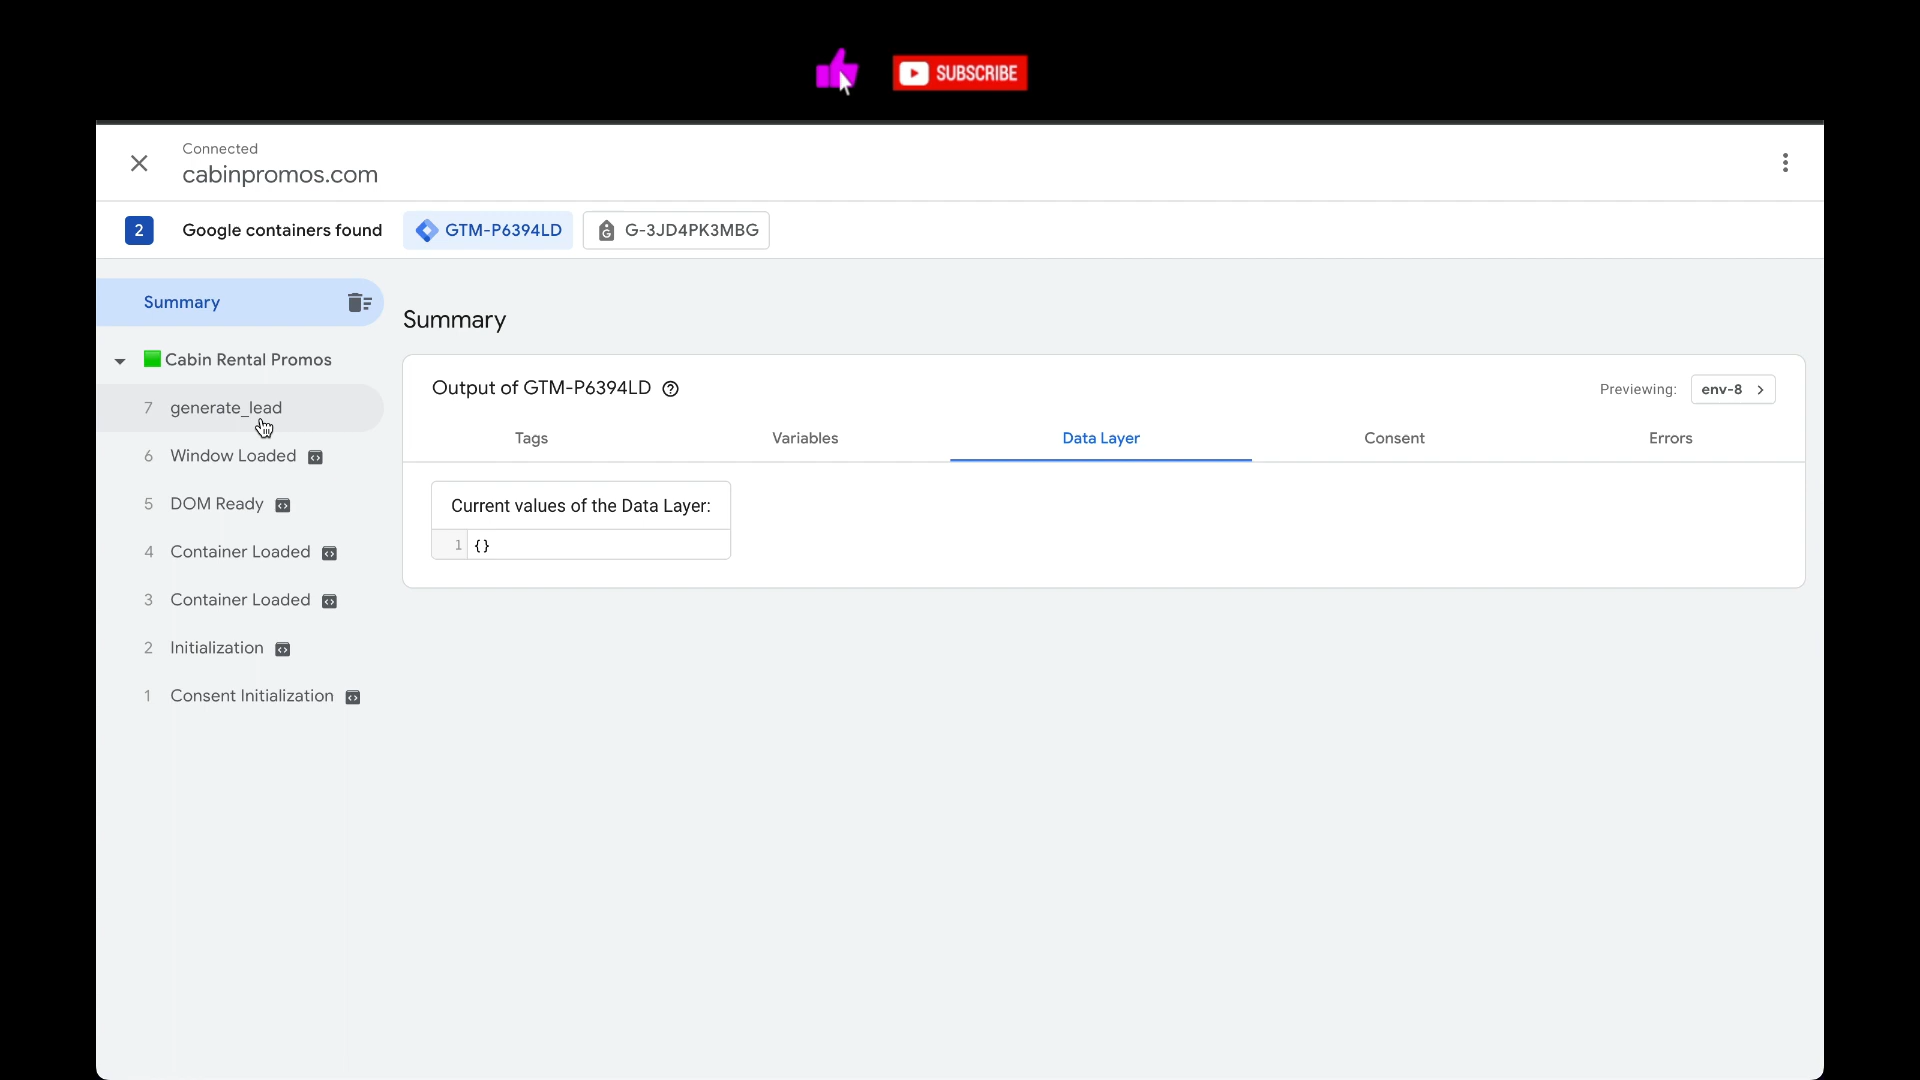 SUBSCRIBE
Connected
cabinpromos.com
2 Google containers found GTM-P6394LD G-3JD4PK3MBG
Summary
Cabin Rental Promos
7 generate_lead
6 Window Loaded
5 DOM Ready
4 Container Loaded
3 Container Loaded
2 Initialization
1 Consent Initialization
Summary
Output of GTM-P6394LD
Previewing: env-8
Tags Variables Data Layer Consent Errors
Current values of the Data Layer:
1 {}